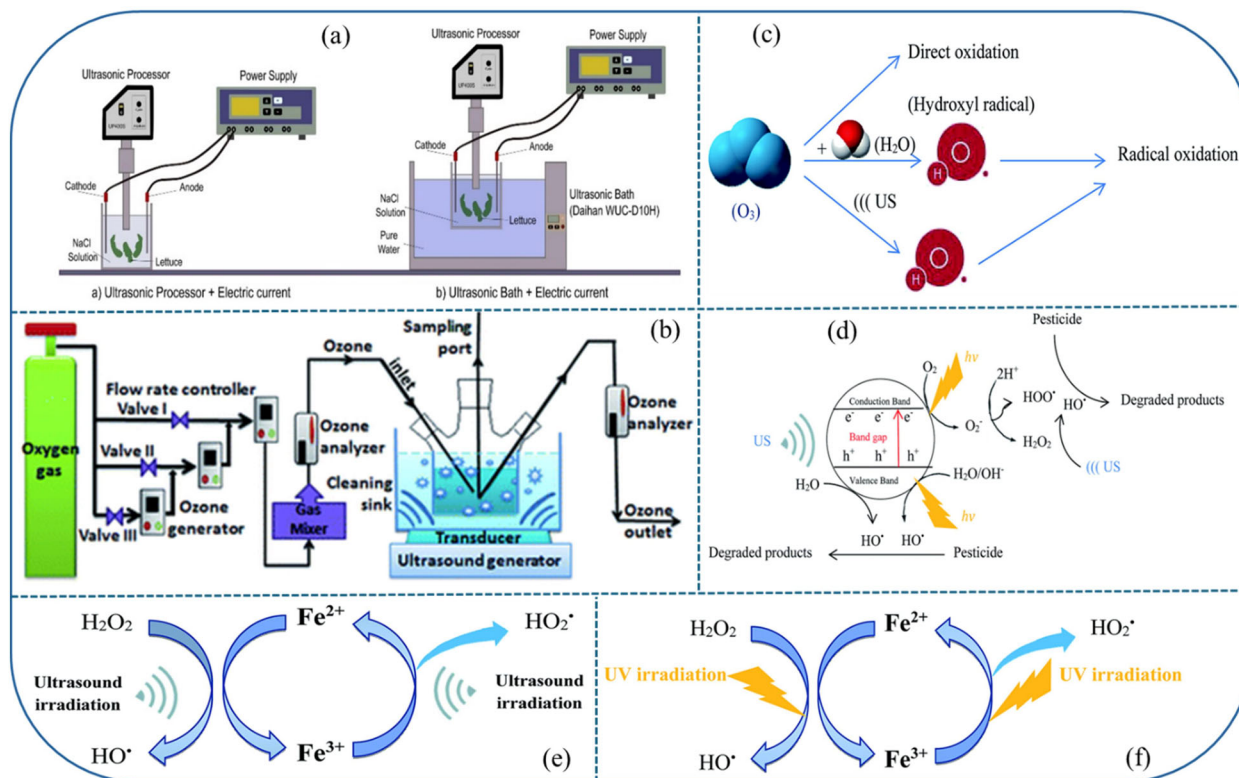 (a)
Ultrasonic Processor
Power Supply
UP400S
Cathode
Anode
NaCl
Solution
Lettuce
a) Ultrasonic Processor + Electric current
Ultrasonic Processor
Power Supply
UP400S
Cathode
Anode
NaCl
Solution
Lettuce
Pure
Water
Ultrasonic Bath
(Daihan WUC-D10H)
b) Ultrasonic Bath + Electric current
(c)
Direct oxidation
(Hydroxyl radical)
+ (H₂O)
H O
Radical oxidation
(O₃)
((( US
H O
(b)
Oxygen
gas
Flow rate controller
Valve I
Valve II
Valve III
Ozone
generator
Ozone
analyzer
Gas
Mixer
Ozone
inlet
Sampling
port
Cleaning
sink
Transducer
Ultrasound generator
Ozone
analyzer
Ozone
outlet
(d)
Pesticide
hν
O₂
2H⁺
HOO•
HO•
Degraded products
O₂⁻
H₂O₂
((( US
US
Conduction Band
e⁻ e⁻ e⁻
Band gap
h⁺ h⁺ h⁺
Valence Band
H₂O
H₂O/OH⁻
hν
HO• HO•
Degraded products
Pesticide
H₂O₂
Fe²⁺
HO₂•
Ultrasound
irradiation
Ultrasound
irradiation
HO•
Fe³⁺
(e)
H₂O₂
Fe²⁺
HO₂•
UV irradiation
UV irradiation
HO•
Fe³⁺
(f)